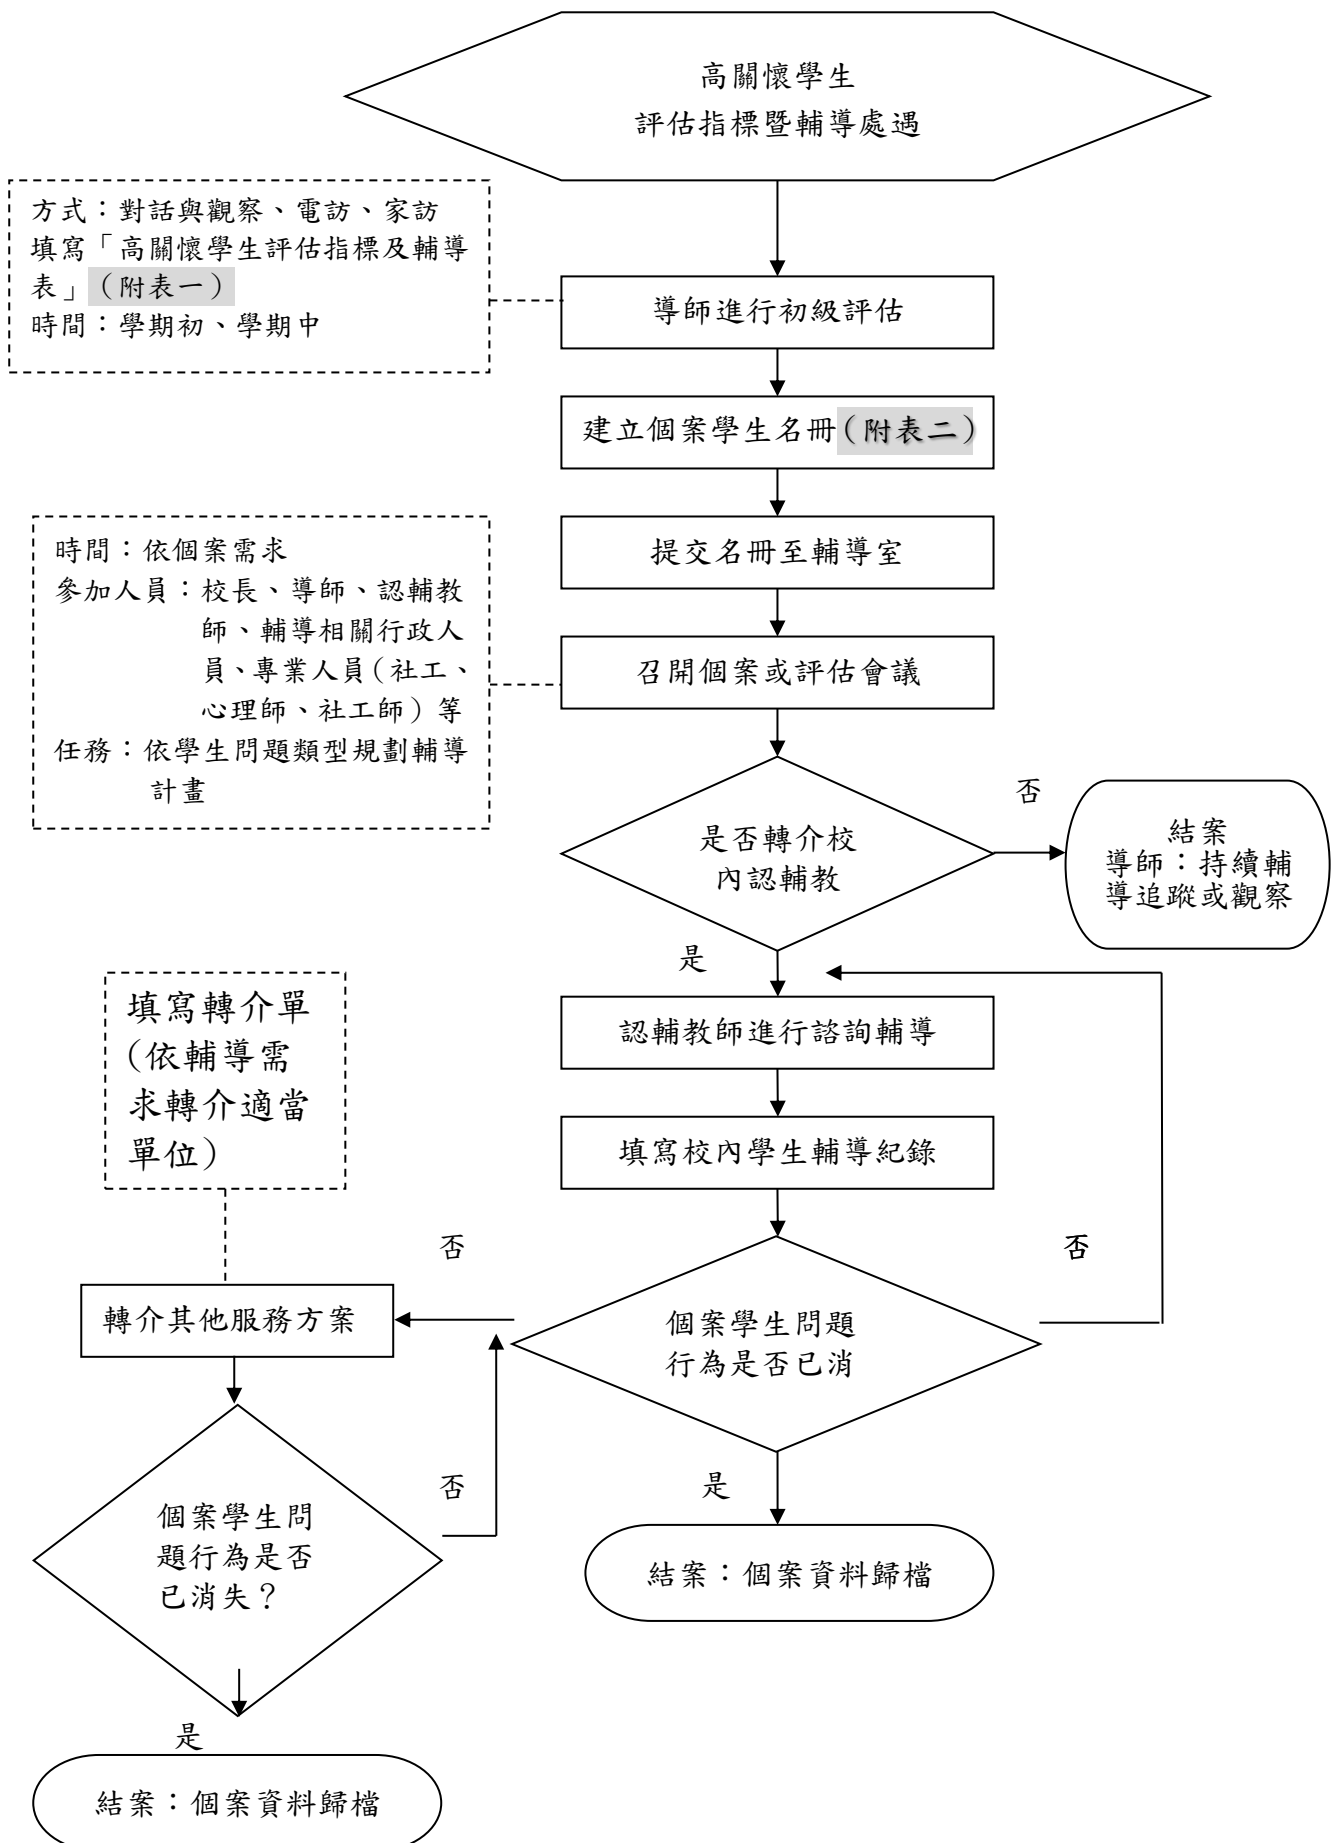 高關懷學生
評估指標暨輔導處遇
方式：對話與觀察、電訪、家訪
填寫「高關懷學生評估指標及輔導
表」（附表一）
時間：學期初、學期中
導師進行初級評估
建立個案學生名冊（附表二）
提交名冊至輔導室
時間：依個案需求
參加人員：校長、導師、認輔教
師、輔導相關行政人
員、專業人員（社工、
心理師、社工師）等
任務：依學生問題類型規劃輔導
計畫
召開個案或評估會議
是否轉介校
內認輔教
否
結案
導師：持續輔
導追蹤或觀察
是
填寫轉介單
(依輔導需
求轉介適當
單位)
認輔教師進行諮詢輔導
填寫校內學生輔導紀錄
否
否
轉介其他服務方案
個案學生問題
行為是否已消
否
是
個案學生問
題行為是否
已消失？
結案：個案資料歸檔
是
結案：個案資料歸檔